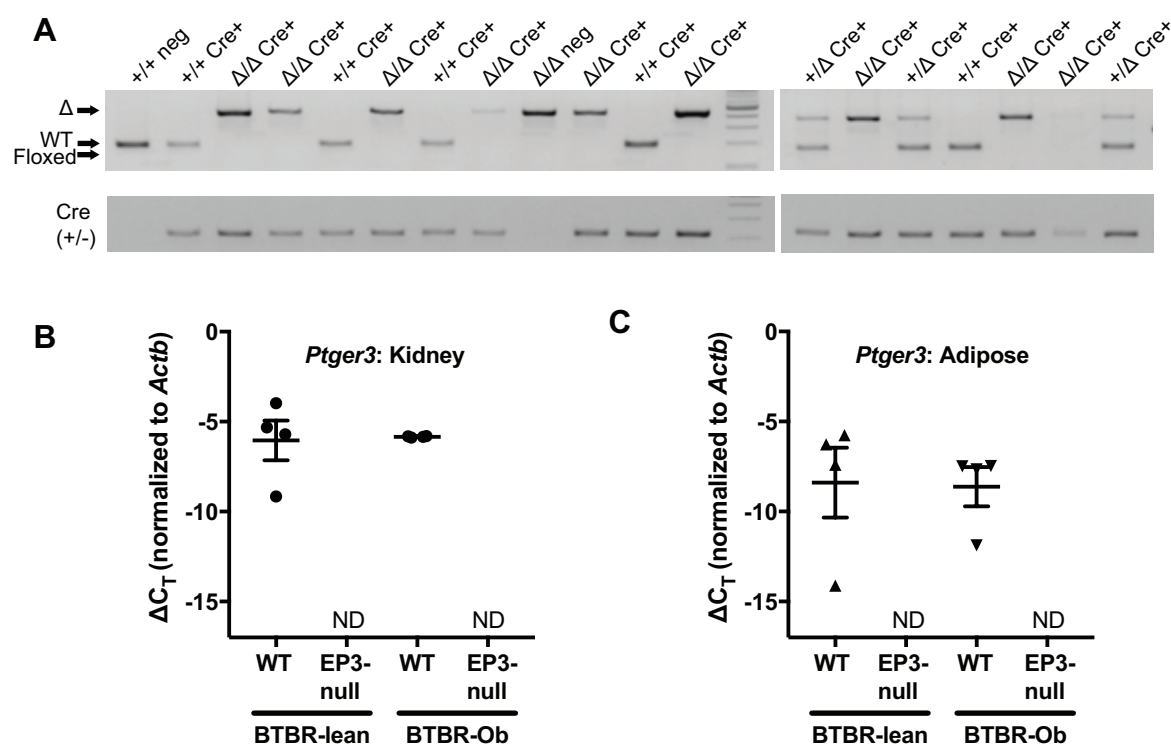 A
+/+ neg +/+ Cre+ Δ/Δ Cre+ Δ/Δ Cre+ +/+ Cre+ Δ/Δ Cre+ +/+ Cre+ Δ/Δ Cre+ Δ/Δ neg Δ/Δ Cre+ +/+ Cre+ Δ/Δ Cre+ +/Δ Cre+ Δ/Δ Cre+ +/Δ Cre+ +/+ Cre+ Δ/Δ Cre+ Δ/Δ Cre+ +/Δ Cre+
Δ
WT
Floxed
Cre
(+/-)
B
ΔCT (normalized to Actb)
0
-5
-10
-15
Ptger3: Kidney
ND ND
WT EP3-null WT EP3-null
BTBR-lean BTBR-Ob
C
ΔCT (normalized to Actb)
0
-5
-10
-15
Ptger3: Adipose
ND ND
WT EP3-null WT EP3-null
BTBR-lean BTBR-Ob